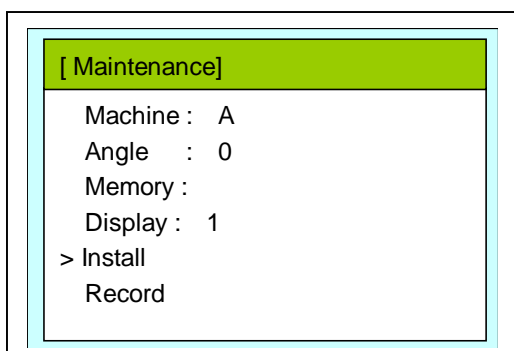 [ Maintenance]
Machine : A
Angle : 0
Memory :
Display : 1
> Install
Record